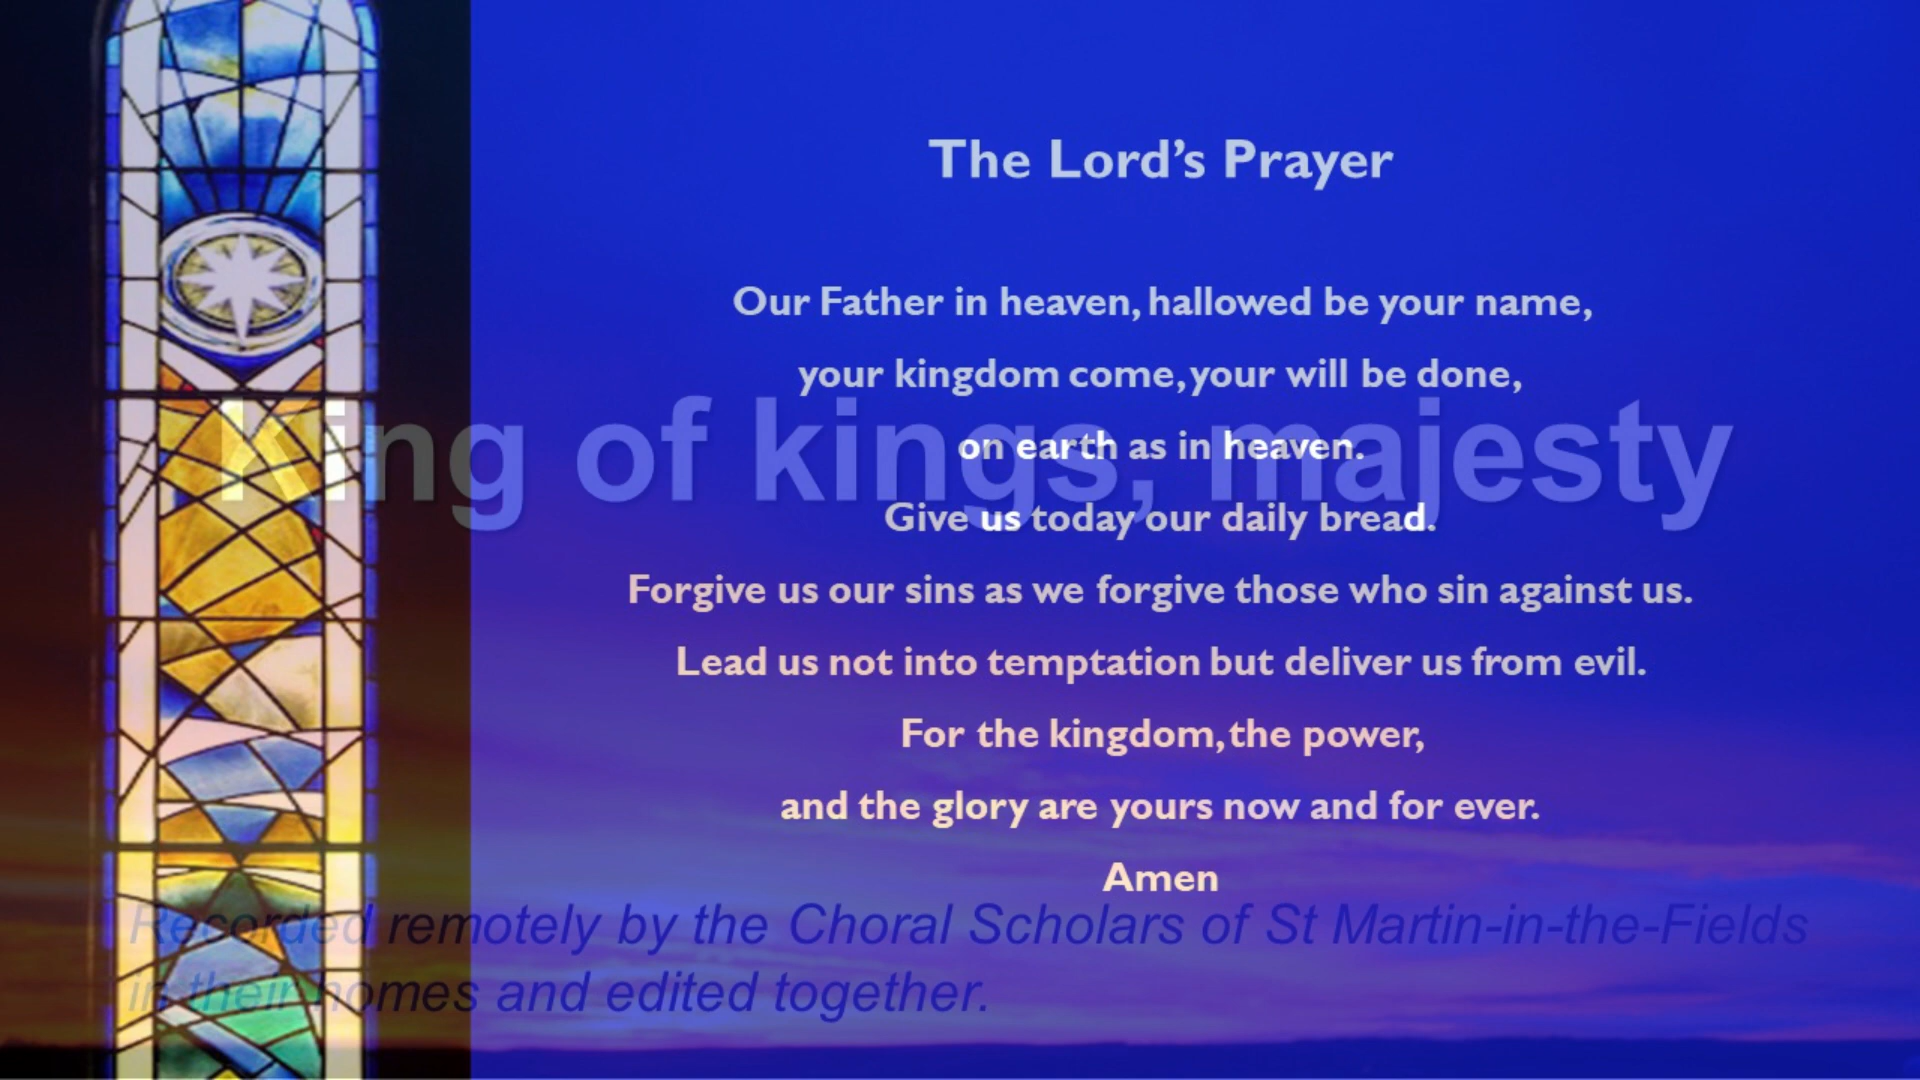 The Lord’s Prayer
Our Father in heaven, hallowed be your name,
your kingdom come, your will be done,
King of kings, majesty
on earth as in heaven.
Give us today our daily bread.
Forgive us our sins as we forgive those who sin against us.
Lead us not into temptation but deliver us from evil.
For the kingdom, the power,
and the glory are yours now and for ever.
Amen
Recorded remotely by the Choral Scholars of St Martin-in-the-Fields
in their homes and edited together.